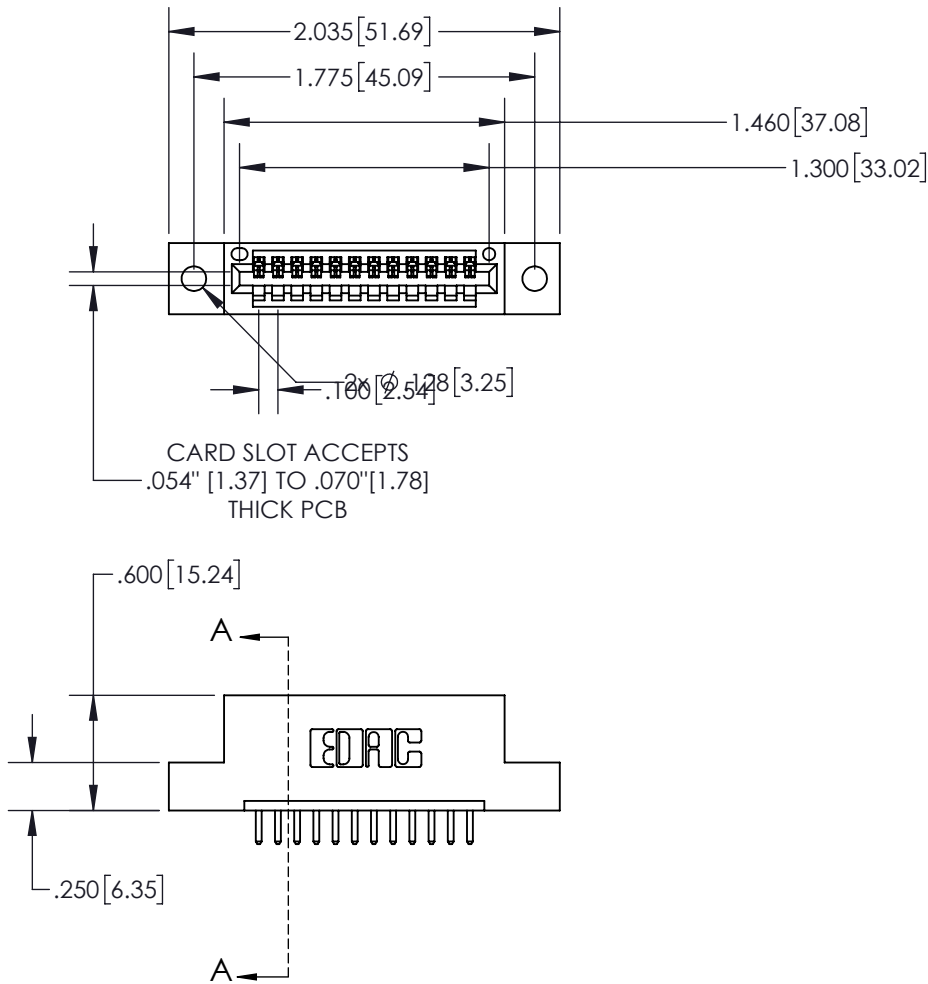 2.035[51.69]
1.775[45.09]
1.460[37.08]
1.300[33.02]
2x Ø .128[3.25]
.100[2.54]
CARD SLOT ACCEPTS
.054" [1.37] TO .070"[1.78]
THICK PCB
.600[15.24]
A
EDAC
.250[6.35]
A